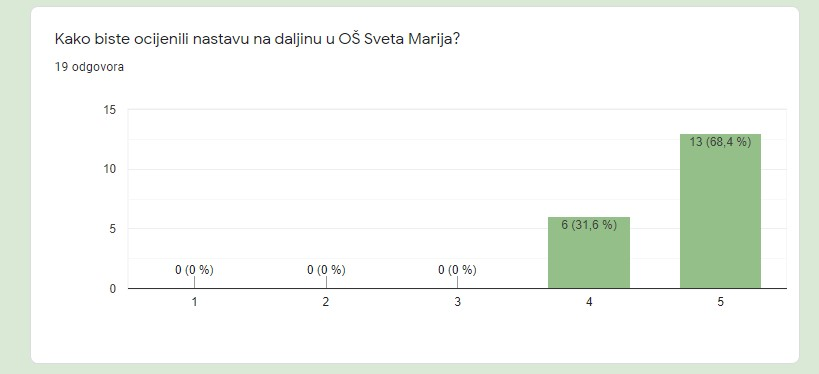 Kako biste ocijenili nastavu na daljinu u OŠ Sveta Marija?
19 odgovora
15
10
5
0
0 (0 %)
0 (0 %)
0 (0 %)
6 (31,6 %)
13 (68,4 %)
1
2
3
4
5